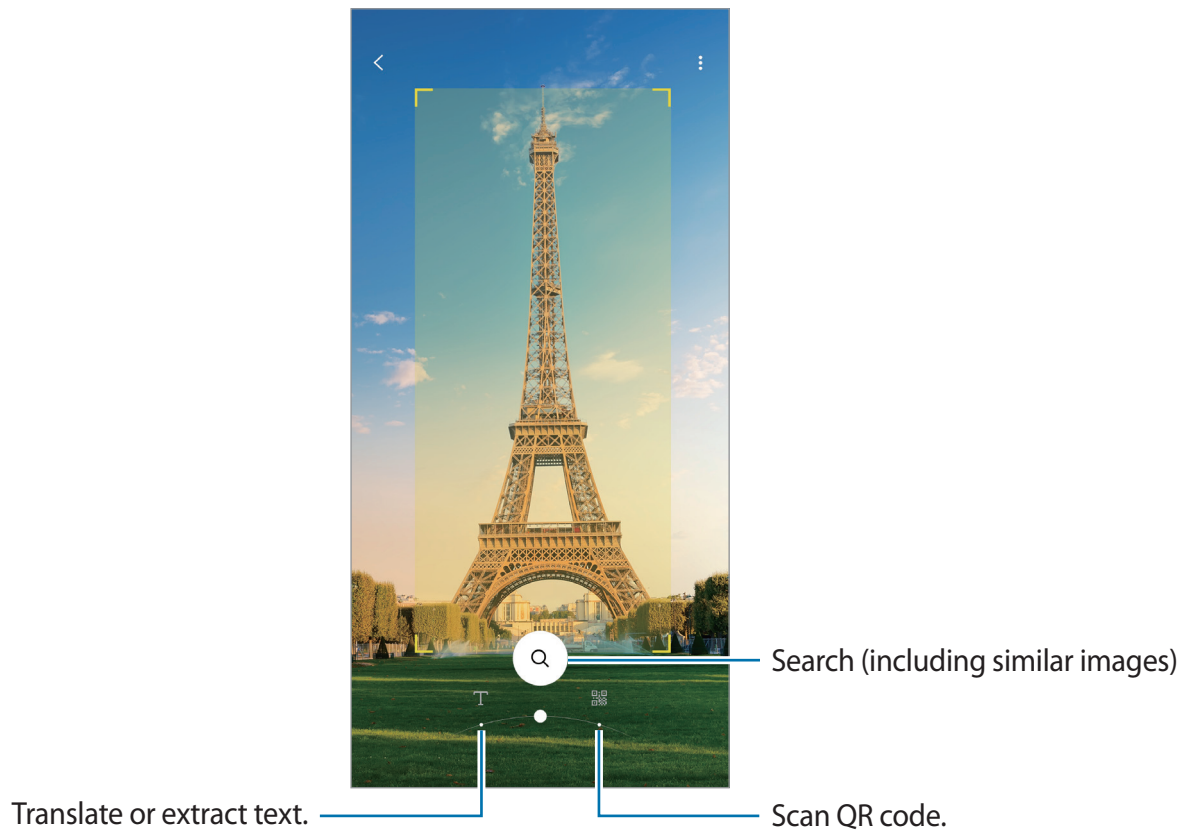 Search (including similar images)
T
Translate or extract text.
Scan QR code.